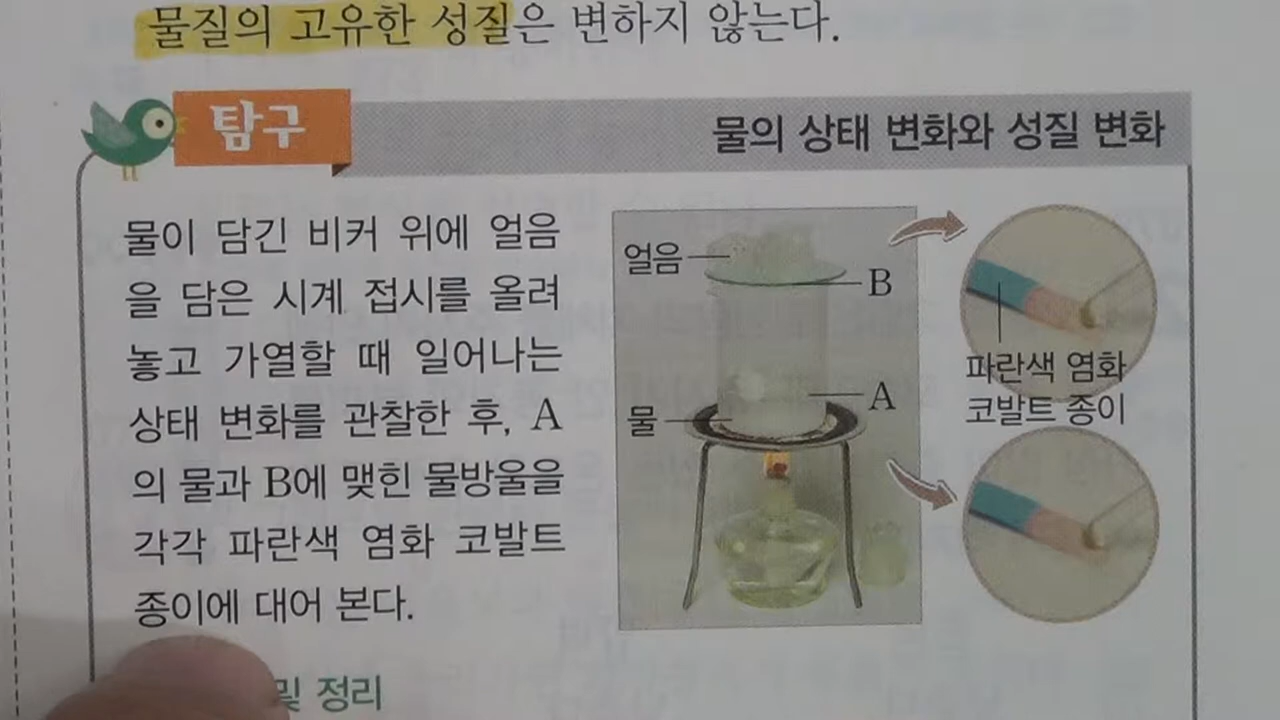 물질의 고유한 성질은 변하지 않는다.
탐구
물의 상태 변화와 성질 변화
물이 담긴 비커 위에 얼음
을 담은 시계 접시를 올려
놓고 가열할 때 일어나는
상태 변화를 관찰한 후, A
의 물과 B에 맺힌 물방울을
각각 파란색 염화 코발트
종이에 대어 본다.
얼음
B
A
물
파란색 염화
코발트 종이
및 정리